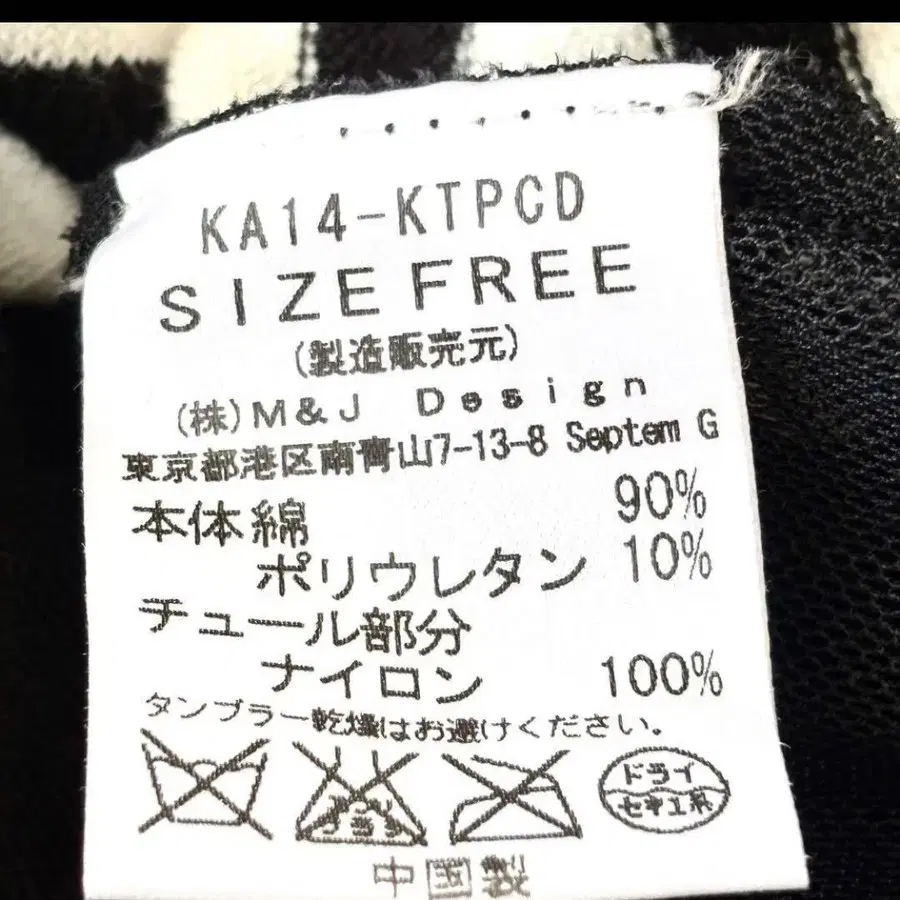 KA14-KTPCD
SIZE FREE
(製造販売元)
(株)M&J Design
東京都港区南青山7-13-8 Septem G
本体綿 90%
ポリウレタン 10%
チュール部分
ナイロン 100%
タンブラー乾燥はお避けください。
ドライ
セキユ系
中国製